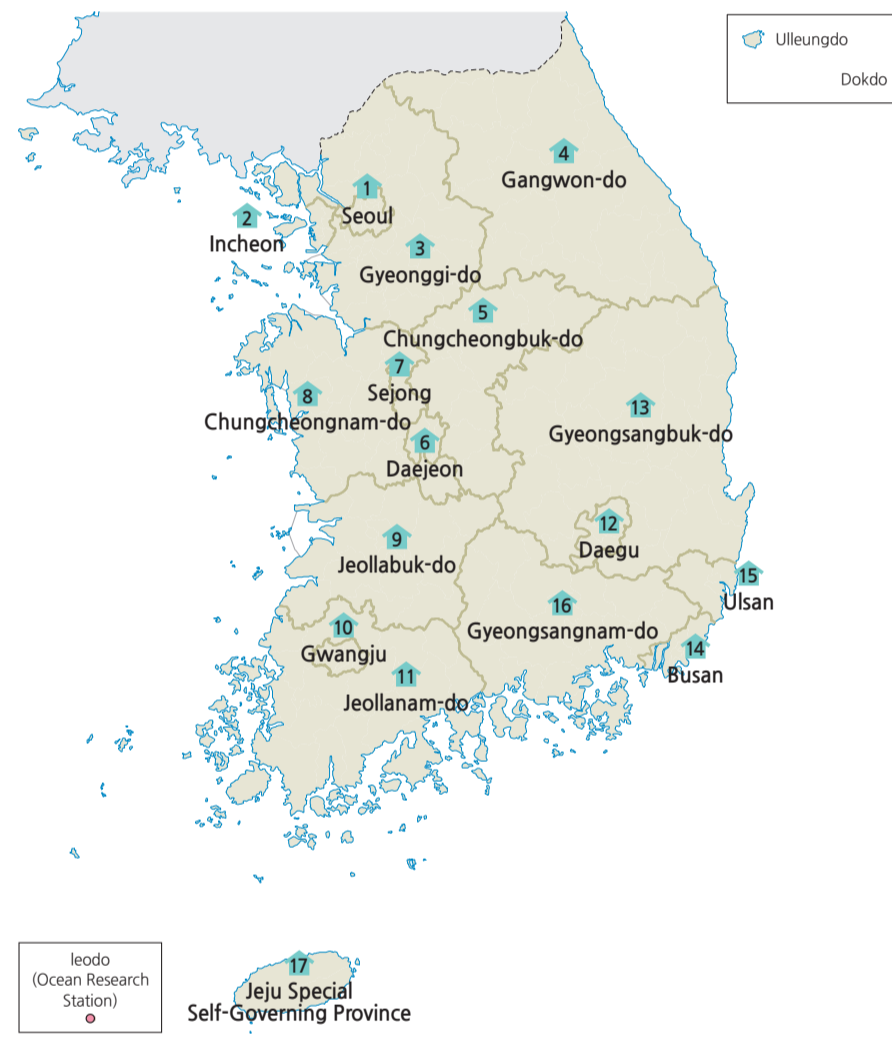 Ulleungdo
Dokdo
4
Gangwon-do
1
Seoul
2
Incheon
3
Gyeonggi-do
5
Chungcheongbuk-do
7
Sejong
8
Chungcheongnam-do
13
Gyeongsangbuk-do
6
Daejeon
12
Daegu
9
Jeollabuk-do
15
Ulsan
16
Gyeongsangnam-do
10
Gwangju
14
Busan
11
Jeollanam-do
Ieodo
(Ocean Research
Station)
17
Jeju Special
Self-Governing Province